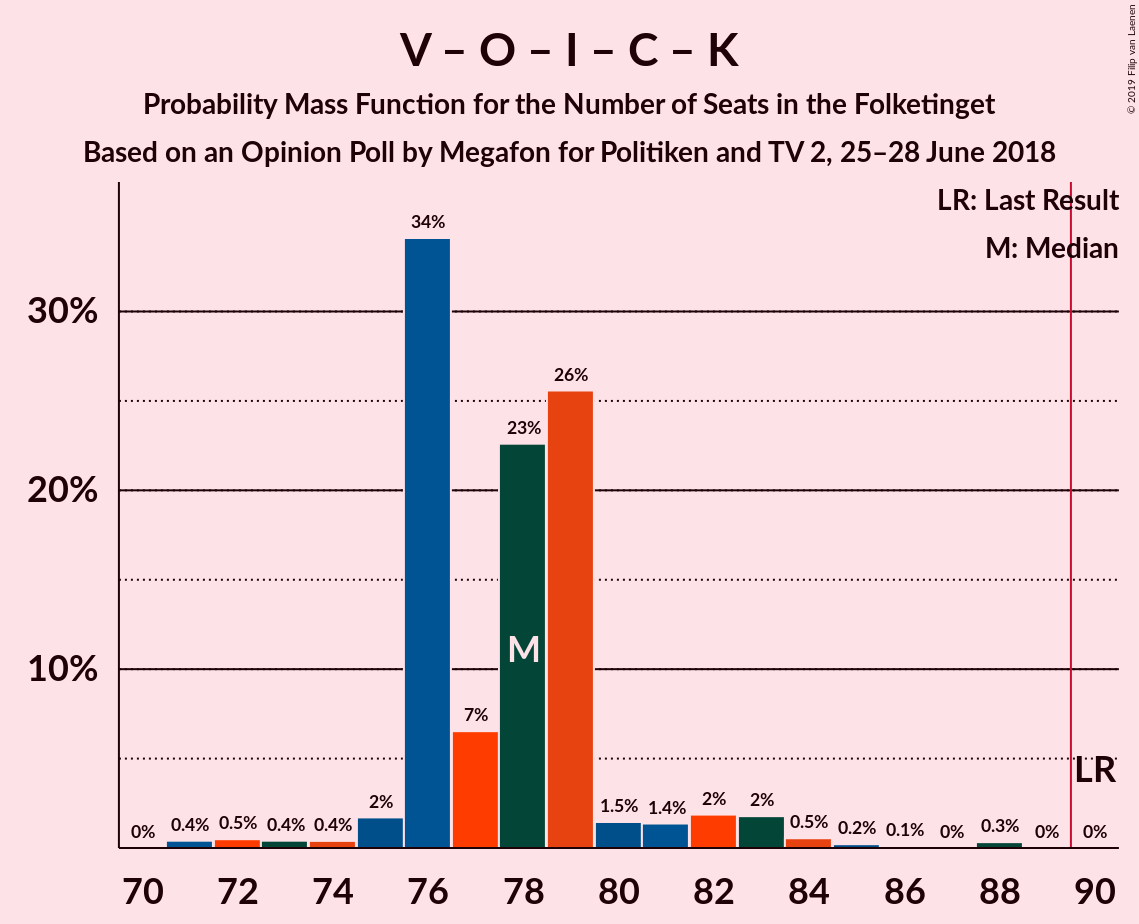 V – O – I – C – K
Probability Mass Function for the Number of Seats in the Folketinget
Based on an Opinion Poll by Megafon for Politiken and TV 2, 25–28 June 2018
© 2019 Filip van Laenen
LR: Last Result
M: Median
30%
20%
10%
0%
0.4%
0.5%
0.4%
0.4%
2%
34%
7%
23%
26%
1.5%
1.4%
2%
2%
0.5%
0.2%
0.1%
0%
0.3%
0%
0%
M
LR
70 72 74 76 78 80 82 84 86 88 90